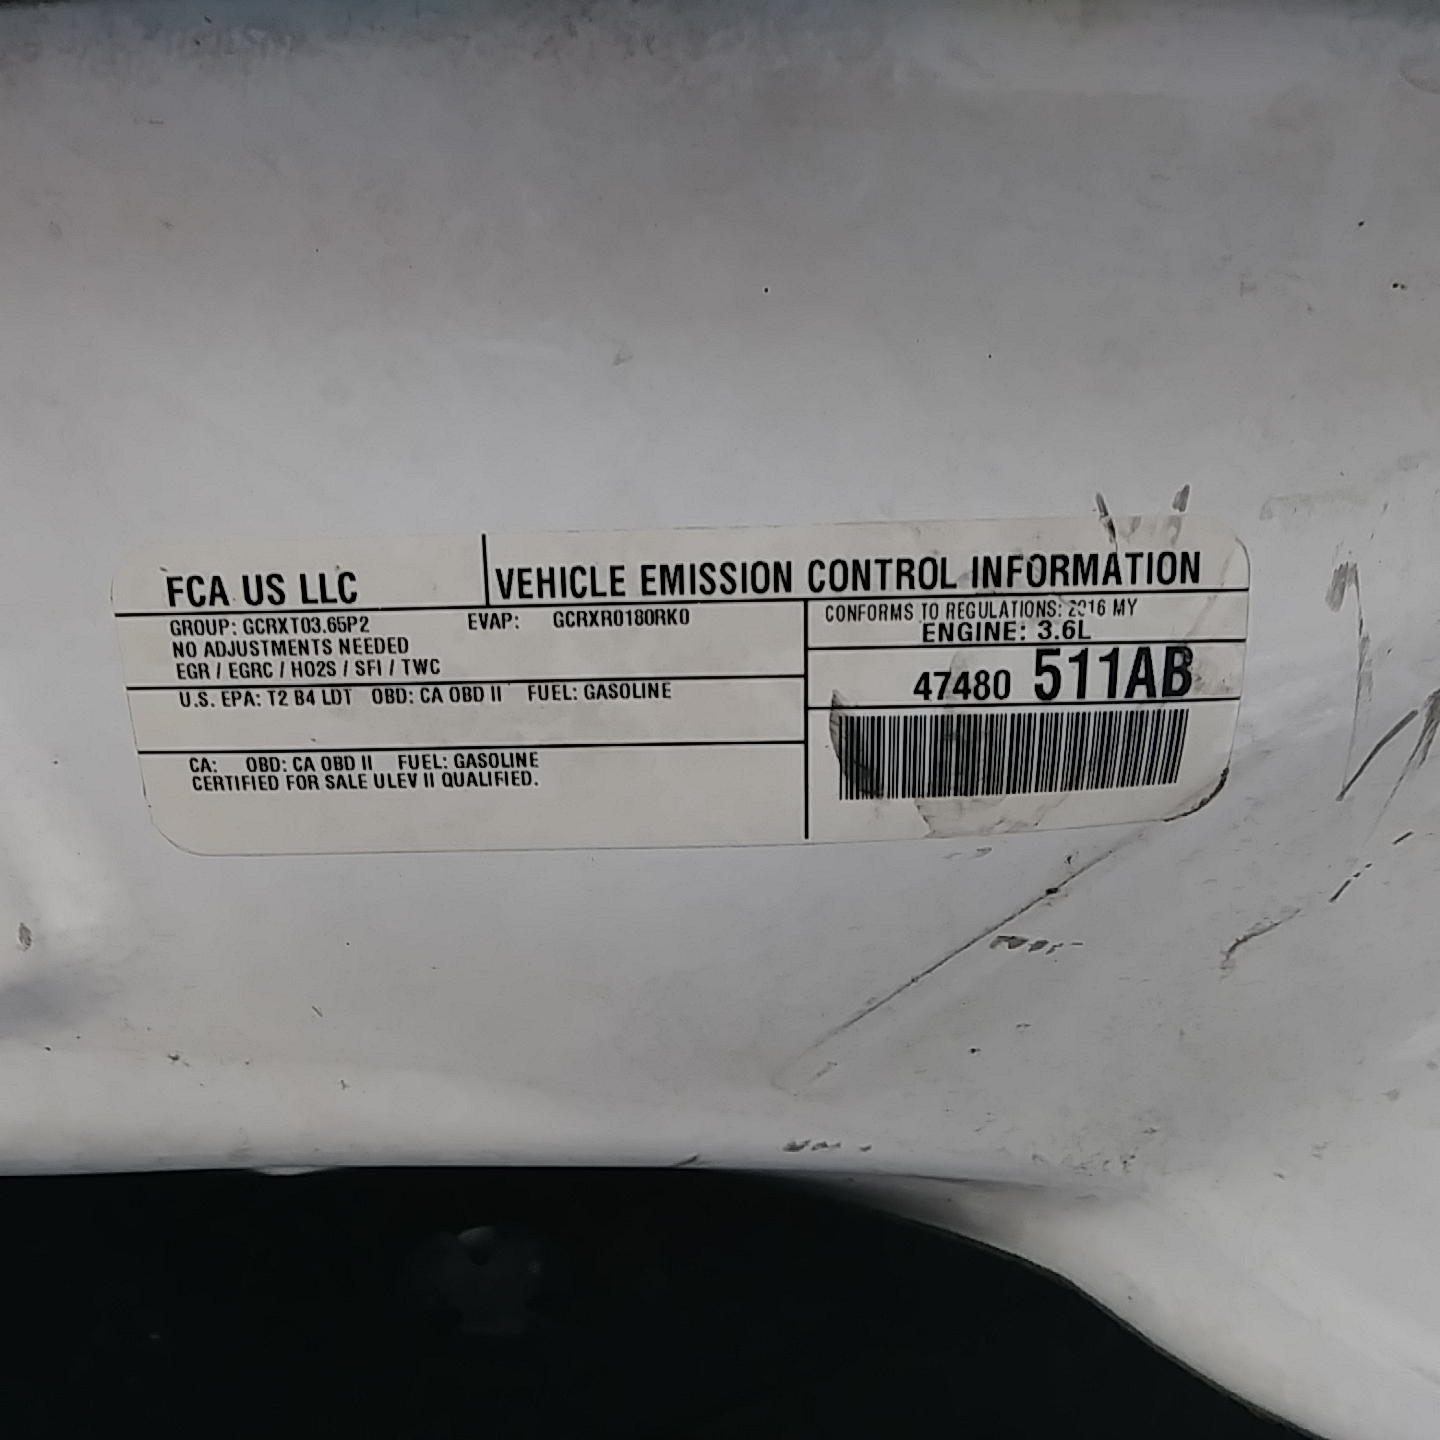 FCA US LLC
VEHICLE EMISSION CONTROL INFORMATION
GROUP: GCRXT03.65P2 EVAP: GCRXR0180RK0
NO ADJUSTMENTS NEEDED
EGR / EGRC / HO2S / SFI / TWC
U.S. EPA: T2 B4 LDT OBD: CA OBD II FUEL: GASOLINE
CA: OBD: CA OBD II FUEL: GASOLINE
CERTIFIED FOR SALE ULEV II QUALIFIED.
CONFORMS TO REGULATIONS: 2016 MY
ENGINE: 3.6L
47480 511AB